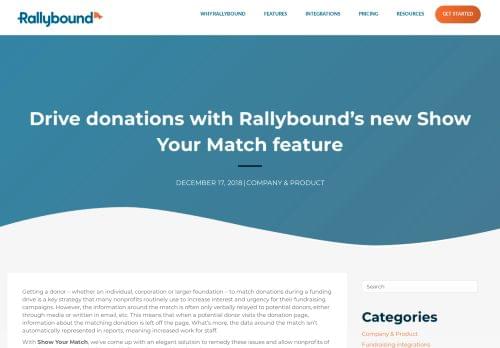 Rallybound
WHY RALLYBOUND
FEATURES
INTEGRATIONS
PRICING
RESOURCES
GET STARTED
Drive donations with Rallybound's new Show
Your Match feature
DECEMBER 17, 2018 | COMPANY & PRODUCT
Getting a donor – whether an individual, corporation or larger foundation – to match donations during a funding
drive is a key strategy that many nonprofits routinely use to increase interest and urgency for their fundraising
campaigns. However, the information around the match is often only verbally relayed to potential donors, either
through media or written in email, etc. This means that when a potential donor visits the donation page,
information about the matching donation is left off the page. What's more, the data around the match isn't
automatically represented in reports; meaning increased work for staff.
With Show Your Match, we've come up with an elegant solution to remedy these issues and allow nonprofits of
Search
Categories
Company & Product
Fundraising Integrations